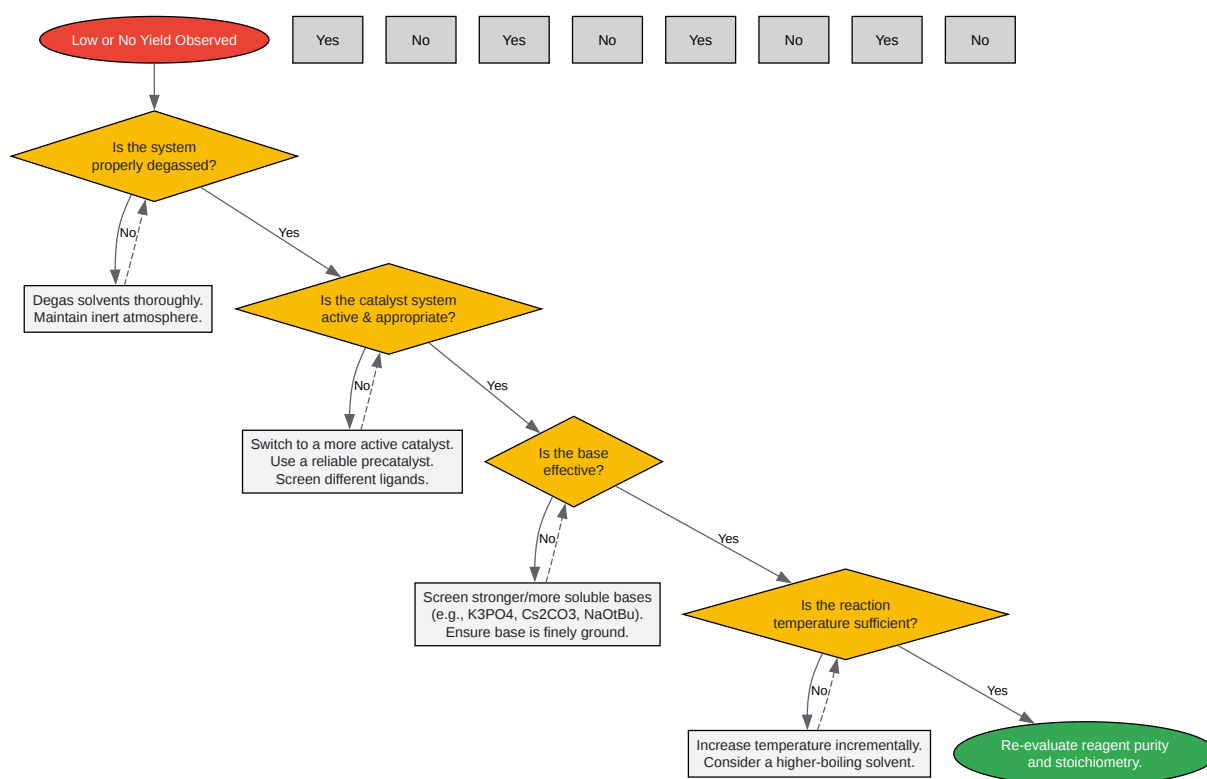 Low or No Yield Observed
Yes
No
Yes
No
Yes
No
Yes
No
Is the system
properly degassed?
No
Yes
Degas solvents thoroughly.
Maintain inert atmosphere.
Is the catalyst system
active & appropriate?
No
Yes
Switch to a more active catalyst.
Use a reliable precatalyst.
Screen different ligands.
Is the base
effective?
No
Yes
Screen stronger/more soluble bases
(e.g., K3PO4, Cs2CO3, NaOtBu).
Ensure base is finely ground.
Is the reaction
temperature sufficient?
No
Yes
Increase temperature incrementally.
Consider a higher-boiling solvent.
Re-evaluate reagent purity
and stoichiometry.